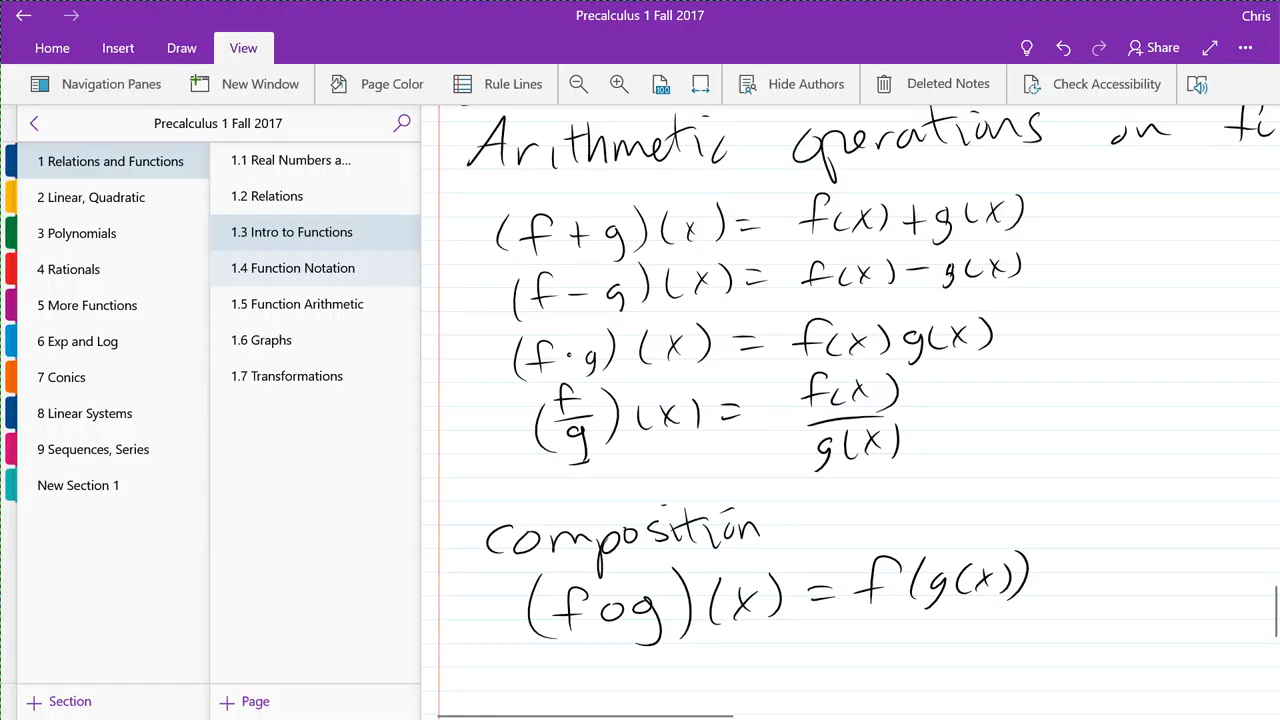 Precalculus 1 Fall 2017
Chris
Home Insert Draw View
Share
Navigation Panes New Window Page Color Rule Lines 100 Hide Authors Deleted Notes Check Accessibility
Precalculus 1 Fall 2017
1 Relations and Functions
2 Linear, Quadratic
3 Polynomials
4 Rationals
5 More Functions
6 Exp and Log
7 Conics
8 Linear Systems
9 Sequences, Series
New Section 1
+ Section
1.1 Real Numbers a...
1.2 Relations
1.3 Intro to Functions
1.4 Function Notation
1.5 Function Arithmetic
1.6 Graphs
1.7 Transformations
+ Page
Arithmetic operations on
(f+g)(x) = f(x)+g(x)
(f-g)(x) = f(x)-g(x)
(f·g)(x) = f(x)g(x)
(f/g)(x) = f(x)/g(x)
composition
(fog)(x) = f(g(x))